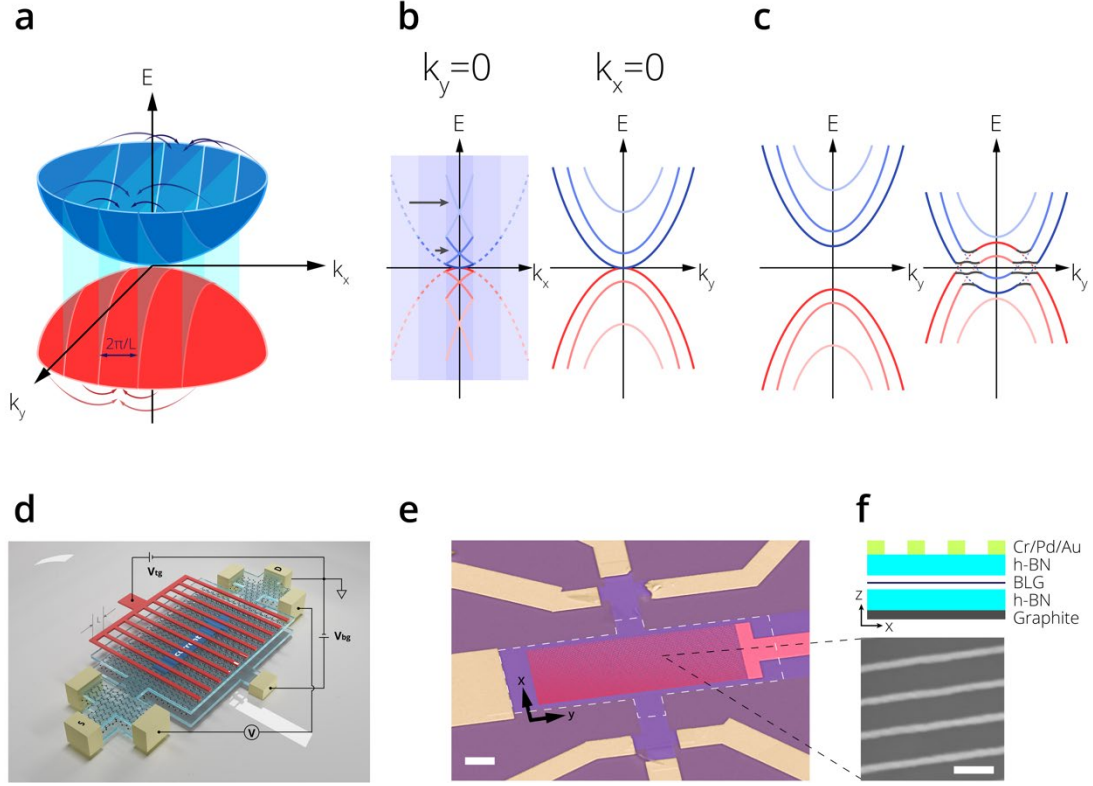 a
E
k_x
k_y
2π/L
b
k_y=0
k_x=0
E
E
k_x
k_y
c
E
E
k_y
k_y
d
V_tg
L
D
V_bg
S
V
e
x
y
f
Cr/Pd/Au
h-BN
BLG
h-BN
Graphite
z
x